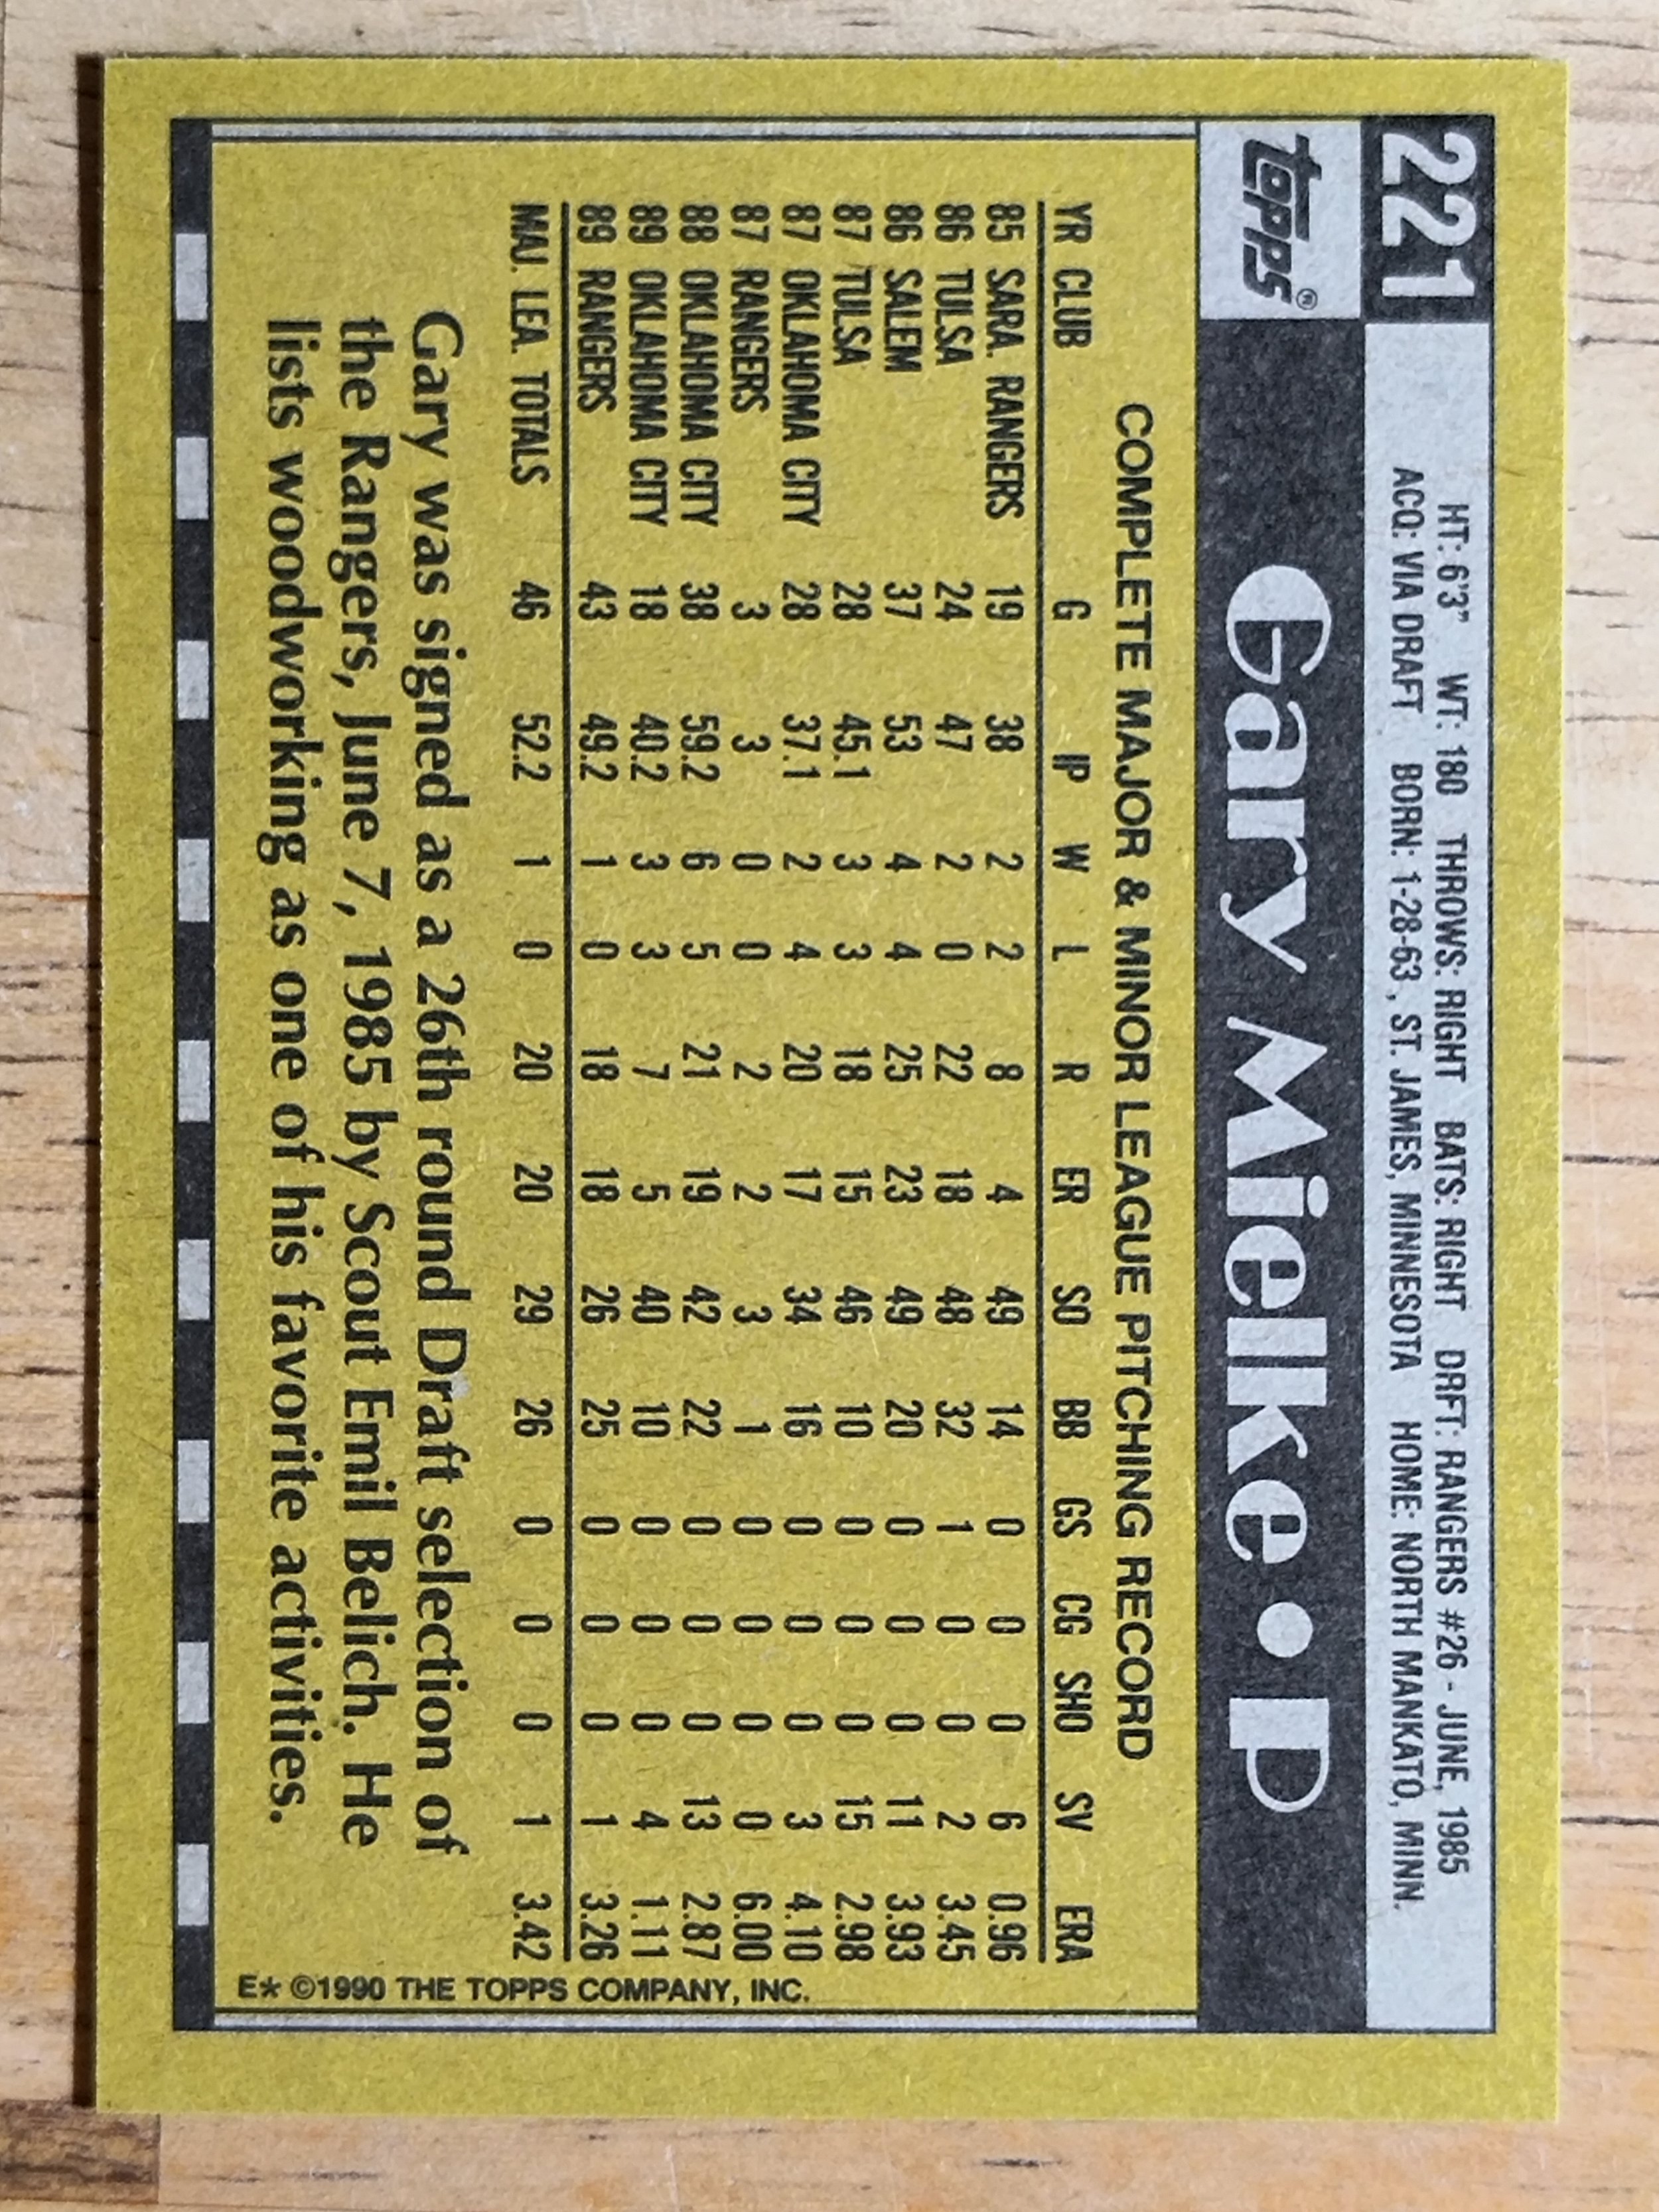 221 HT: 6'3" WT: 180 THROWS: RIGHT BATS: RIGHT DRFT: RANGERS #26 - JUNE, 1985
ACQ: VIA DRAFT BORN: 1-28-63, ST. JAMES, MINNESOTA HOME: NORTH MANKATO, MINN.
topps® Gary Mielke • P
COMPLETE MAJOR & MINOR LEAGUE PITCHING RECORD
YR CLUB G IP W L R ER SO BB GS CG SHO SV ERA
85 SARA. RANGERS 19 38 2 2 8 4 49 14 0 0 0 6 0.96
86 TULSA 24 47 2 0 22 18 48 32 1 0 0 2 3.45
86 SALEM 37 53 4 4 25 23 49 20 0 0 0 11 3.93
87 TULSA 28 45.1 3 3 18 15 46 10 0 0 0 15 2.98
87 OKLAHOMA CITY 28 37.1 2 4 20 17 34 16 0 0 0 3 4.10
87 RANGERS 3 3 0 0 2 2 3 1 0 0 0 0 6.00
88 OKLAHOMA CITY 38 59.2 6 5 21 19 42 22 0 0 0 13 2.87
89 OKLAHOMA CITY 18 40.2 3 3 7 5 40 10 0 0 0 4 1.11
89 RANGERS 43 49.2 1 0 18 18 26 25 0 0 0 1 3.26
MAJ. LEA. TOTALS 46 52.2 1 0 20 20 29 26 0 0 0 1 3.42
Gary was signed as a 26th round Draft selection of
the Rangers, June 7, 1985 by Scout Emil Belich. He
lists woodworking as one of his favorite activities.
E* ©1990 THE TOPPS COMPANY, INC.